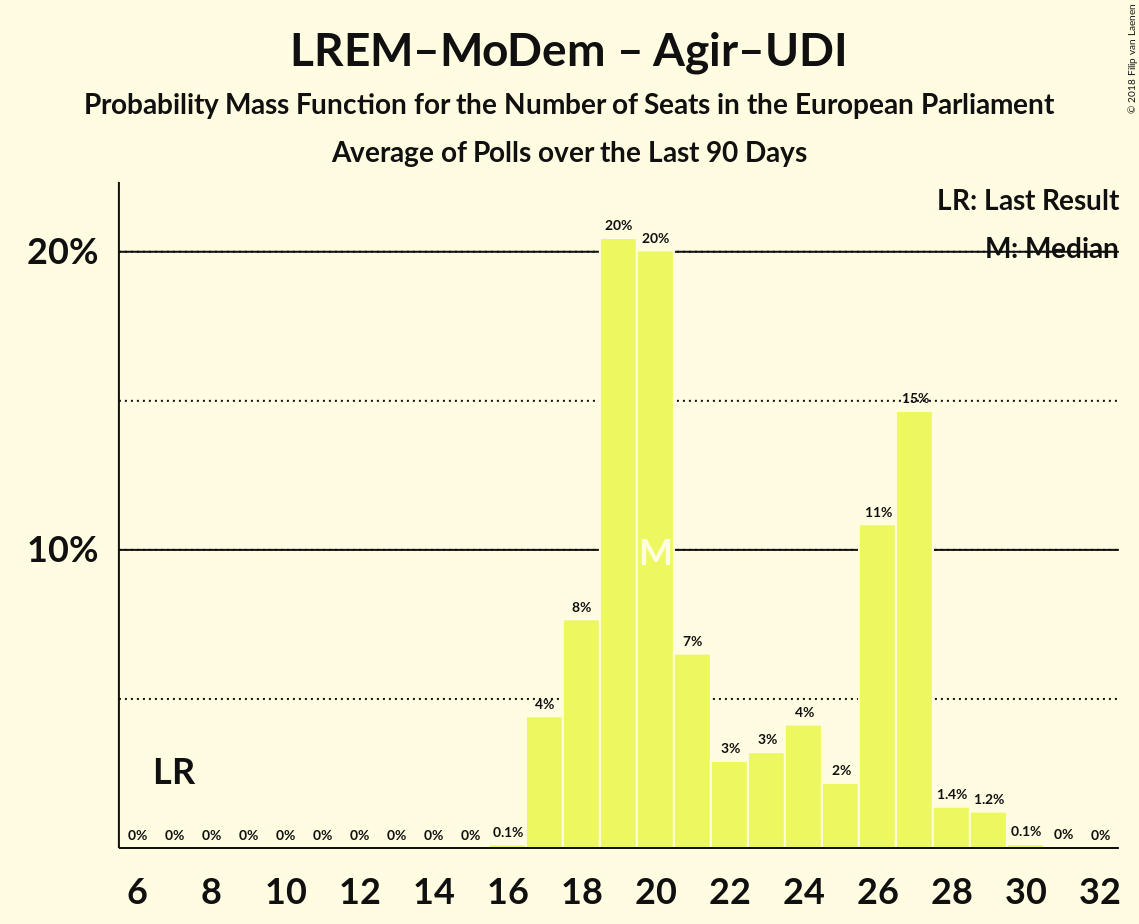 LREM–MoDem – Agir–UDI
Probability Mass Function for the Number of Seats in the European Parliament
Average of Polls over the Last 90 Days
© 2018 Filip van Laenen
LR: Last Result
M: Median
20%
10%
20%
20%
15%
11%
M
8%
7%
4%
4%
3%
3%
2%
1.4%
1.2%
LR
0% 0% 0% 0% 0% 0% 0% 0% 0% 0% 0.1% 0.1% 0% 0%
6 8 10 12 14 16 18 20 22 24 26 28 30 32